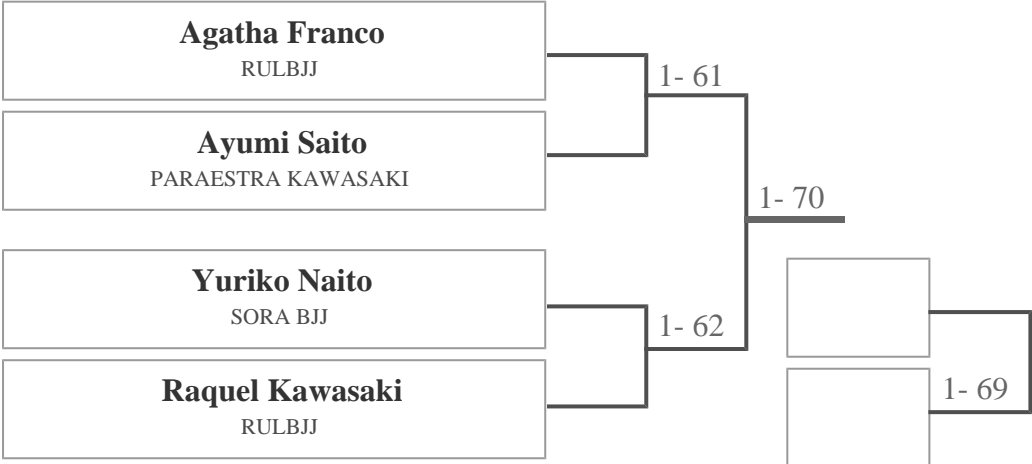 Agatha Franco
RULBJJ
1- 61
Ayumi Saito
PARAESTRA KAWASAKI
1- 70
Yuriko Naito
SORA BJJ
1- 62
Raquel Kawasaki
RULBJJ
1- 69